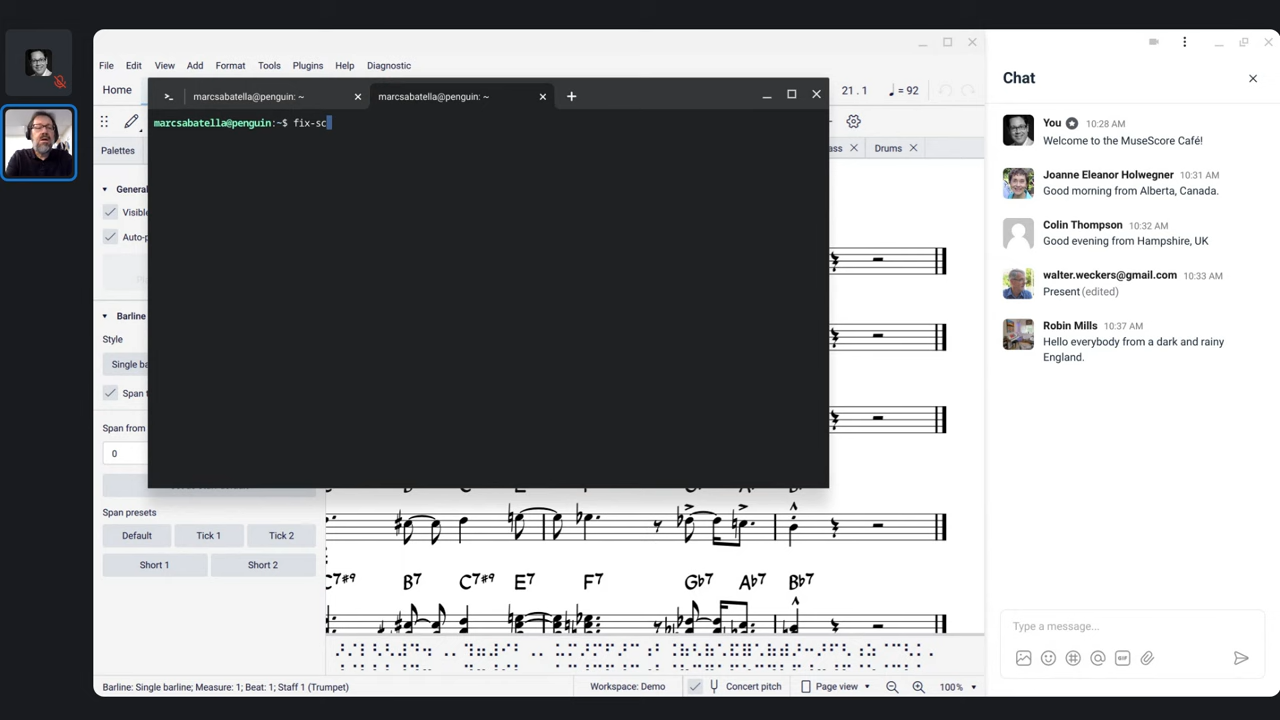 File Edit View Add Format Tools Plugins Help Diagnostic
Home
21. 1
= 92
marcsabatella@penguin: ~
marcsabatella@penguin: ~
marcsabatella@penguin:~$ fix-sc
Palettes
ass
Drums
General
Visible
Auto-p
Barline
Style
Single ba
Span t
Span from
0
Span presets
Default
Tick 1
Tick 2
Short 1
Short 2
C7#9 B7 C7#9 E7 F7 Gb7 Ab7 Bb7
Barline: Single barline; Measure: 1; Beat: 1; Staff 1 (Trumpet)
Workspace: Demo
Concert pitch
Page view
100%
Chat
You 10:28 AM
Welcome to the MuseScore Café!
Joanne Eleanor Holwegner 10:31 AM
Good morning from Alberta, Canada.
Colin Thompson 10:32 AM
Good evening from Hampshire, UK
walter.weckers@gmail.com 10:33 AM
Present (edited)
Robin Mills 10:37 AM
Hello everybody from a dark and rainy
England.
Type a message...
GIF